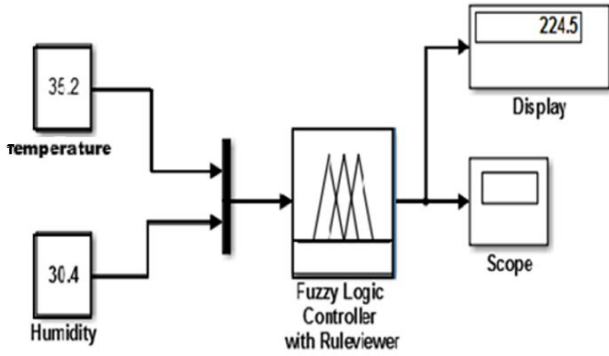 35.2
Temperature
30.4
Humidity
Fuzzy Logic
Controller
with Ruleviewer
224.5
Display
Scope